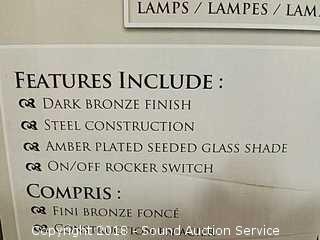 LAMPS / LAMPES / LAM
FEATURES INCLUDE :
DARK BRONZE FINISH
STEEL CONSTRUCTION
AMBER PLATED SEEDED GLASS SHADE
ON/OFF ROCKER SWITCH
COMPRIS :
FINI BRONZE FONCÉ
Copyright 2018 - Sound Auction Service